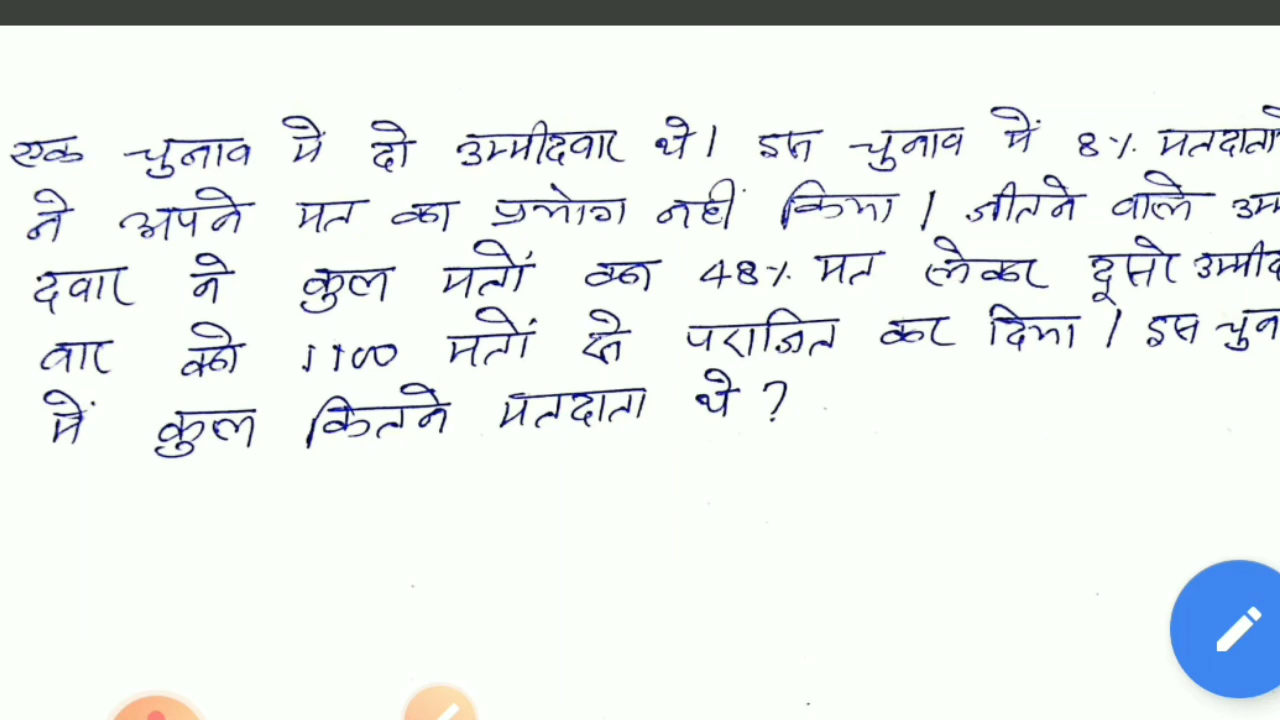 एक चुनाव में दो उम्मीदवार थे। इस चुनाव में 8% मतदाताो
ने अपने मत का प्रयोग नहीं किया। जीतने वाले उम्म
दवार ने कुल मतों का 48% मत लेकर दूसरे उम्मीद
वार को 1100 मतों से पराजित कर दिया। इस चुना
में कुल कितने मतदाता थे?